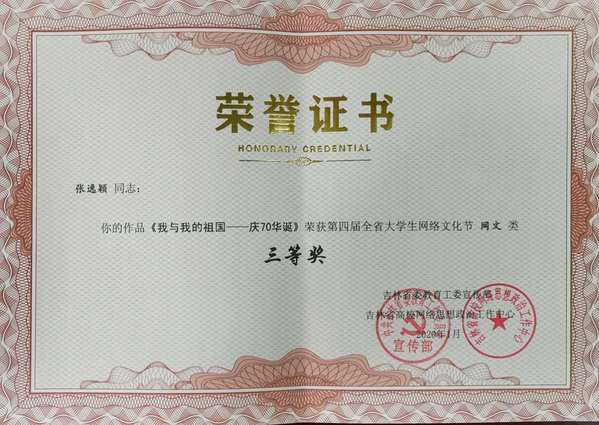 荣誉证书
HONORARY CREDENTIAL
张逸颖 同志：
你的作品《我与我的祖国——庆70华诞》荣获第四届全省大学生网络文化节 网文 类
三等奖
吉林省委教育工委宣传部
吉林省高校网络思想政治工作中心
2020年1月
宣传部